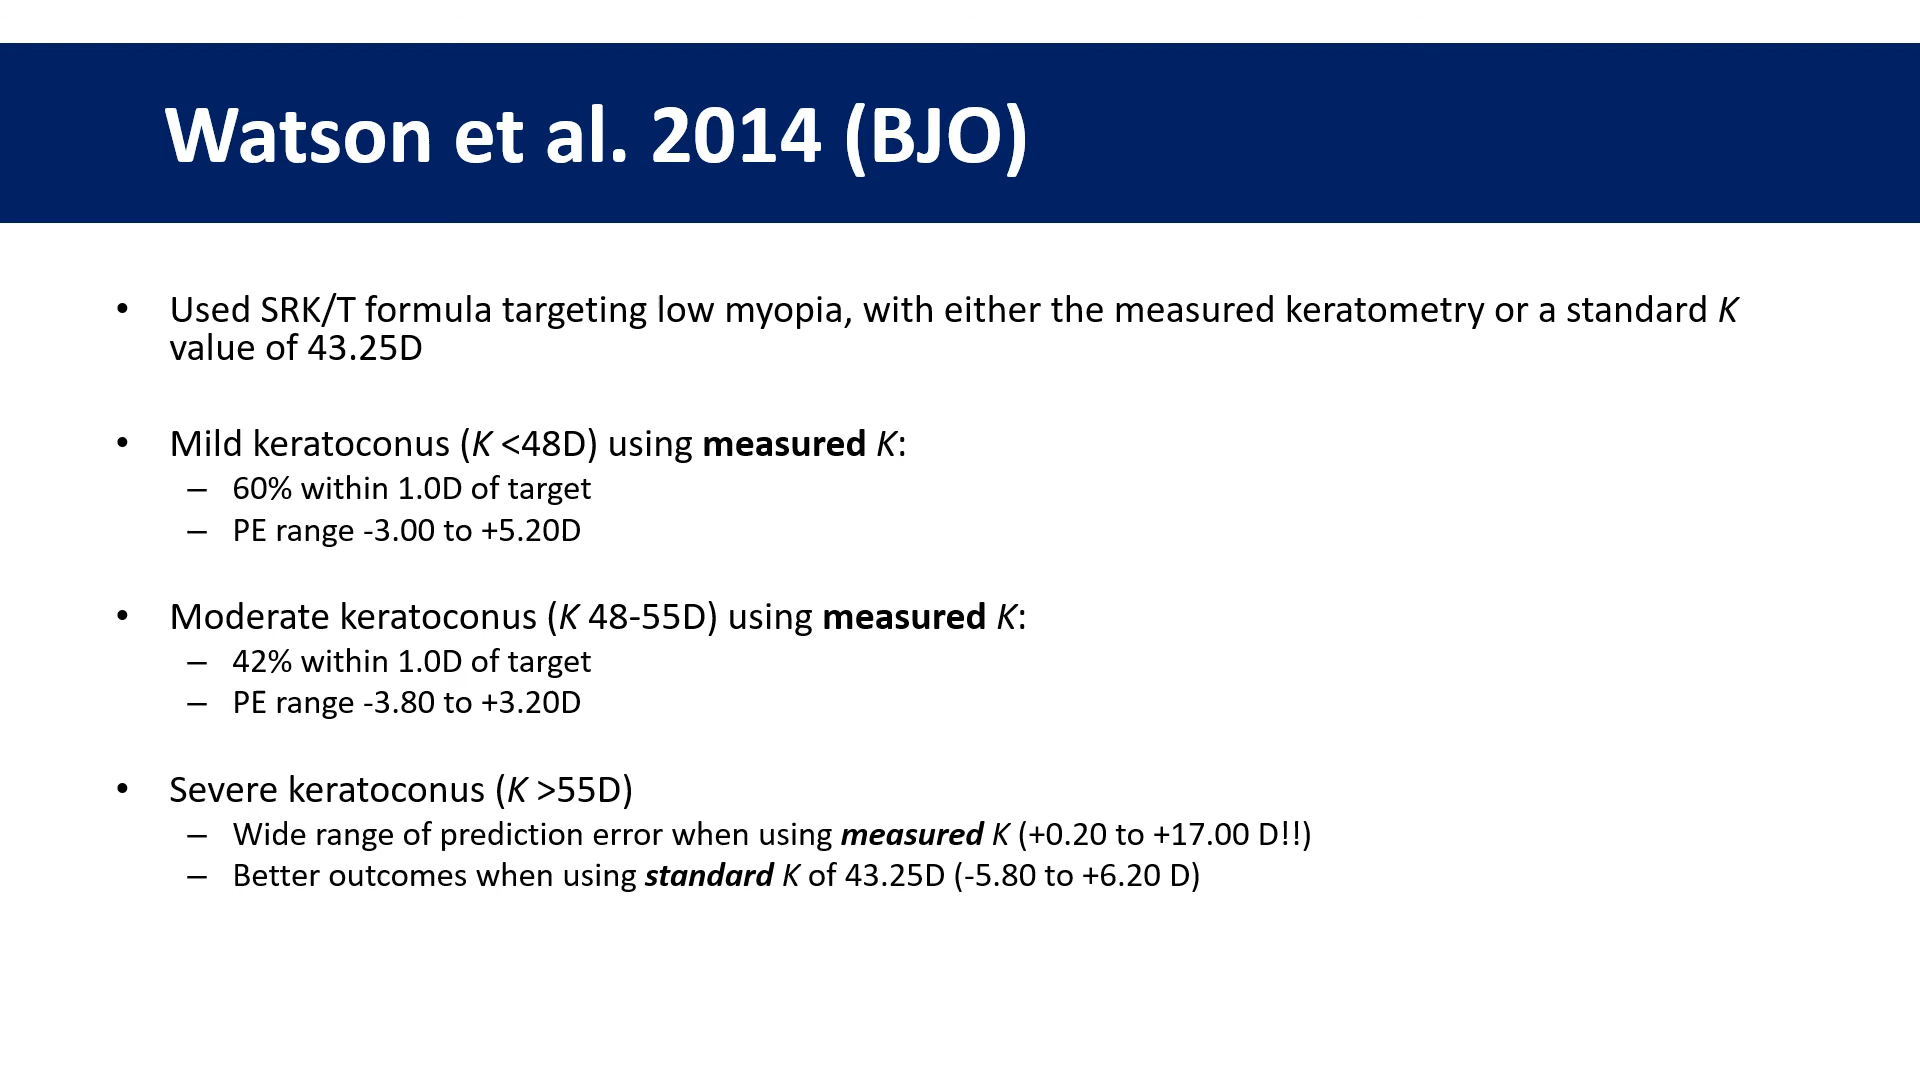 Watson et al. 2014 (BJO)
• Used SRK/T formula targeting low myopia, with either the measured keratometry or a standard K
value of 43.25D
• Mild keratoconus (K <48D) using measured K:
– 60% within 1.0D of target
– PE range -3.00 to +5.20D
• Moderate keratoconus (K 48-55D) using measured K:
– 42% within 1.0D of target
– PE range -3.80 to +3.20D
• Severe keratoconus (K >55D)
– Wide range of prediction error when using measured K (+0.20 to +17.00 D!!)
– Better outcomes when using standard K of 43.25D (-5.80 to +6.20 D)